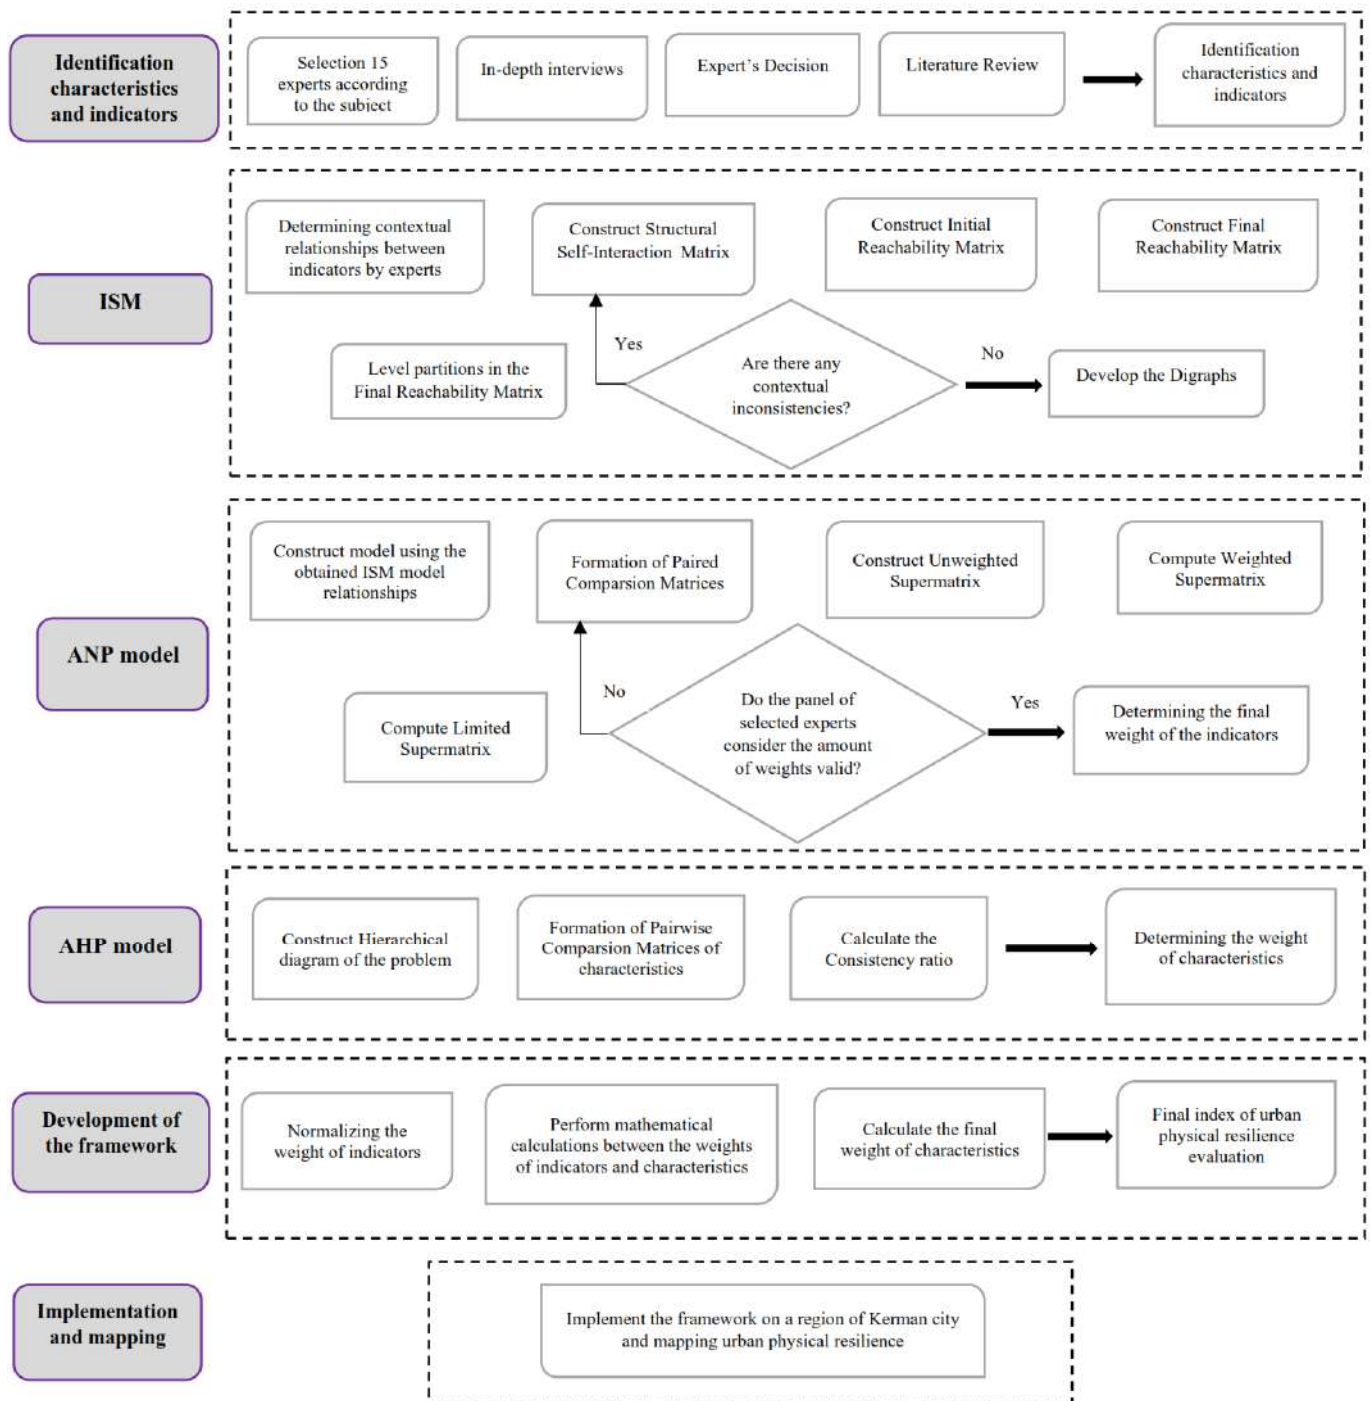 Identification
characteristics
and indicators
Selection 15
experts according
to the subject
In-depth interviews
Expert's Decision
Literature Review
Identification
characteristics and
indicators
ISM
Determining contextual
relationships between
indicators by experts
Construct Structural
Self-Interaction Matrix
Construct Initial
Reachability Matrix
Construct Final
Reachability Matrix
Level partitions in the
Final Reachability Matrix
Yes
Are there any
contextual
inconsistencies?
No
Develop the Digraphs
ANP model
Construct model using the
obtained ISM model
relationships
Formation of Paired
Comparsion Matrices
Construct Unweighted
Supermatrix
Compute Weighted
Supermatrix
Compute Limited
Supermatrix
No
Do the panel of
selected experts
consider the amount
of weights valid?
Yes
Determining the final
weight of the indicators
AHP model
Construct Hierarchical
diagram of the problem
Formation of Pairwise
Comparsion Matrices of
characteristics
Calculate the
Consistency ratio
Determining the weight
of characteristics
Development of
the framework
Normalizing the
weight of indicators
Perform mathematical
calculations between the weights
of indicators and characteristics
Calculate the final
weight of characteristics
Final index of urban
physical resilience
evaluation
Implementation
and mapping
Implement the framework on a region of Kerman city
and mapping urban physical resilience